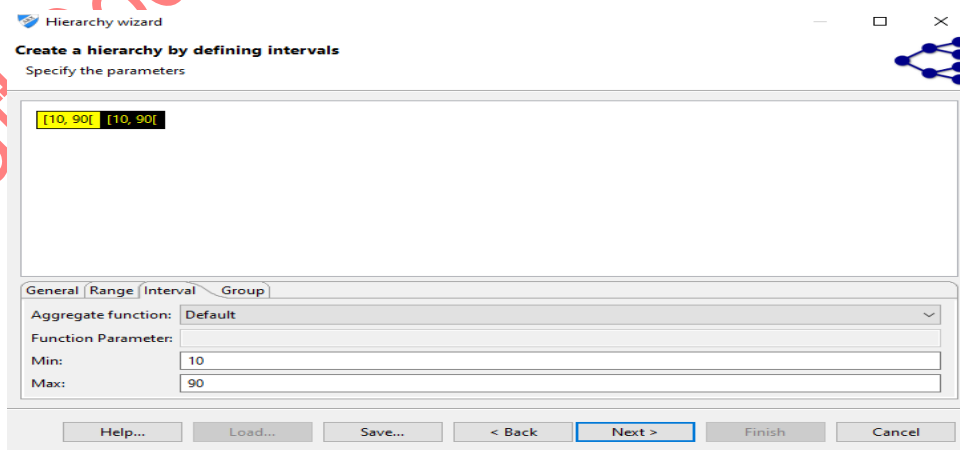 Hierarchy wizard
Create a hierarchy by defining intervals
Specify the parameters
[10, 90[ [10, 90[
General Range Interval Group
Aggregate function: Default
Function Parameter:
Min: 10
Max: 90
Help... Load... Save... < Back Next > Finish Cancel